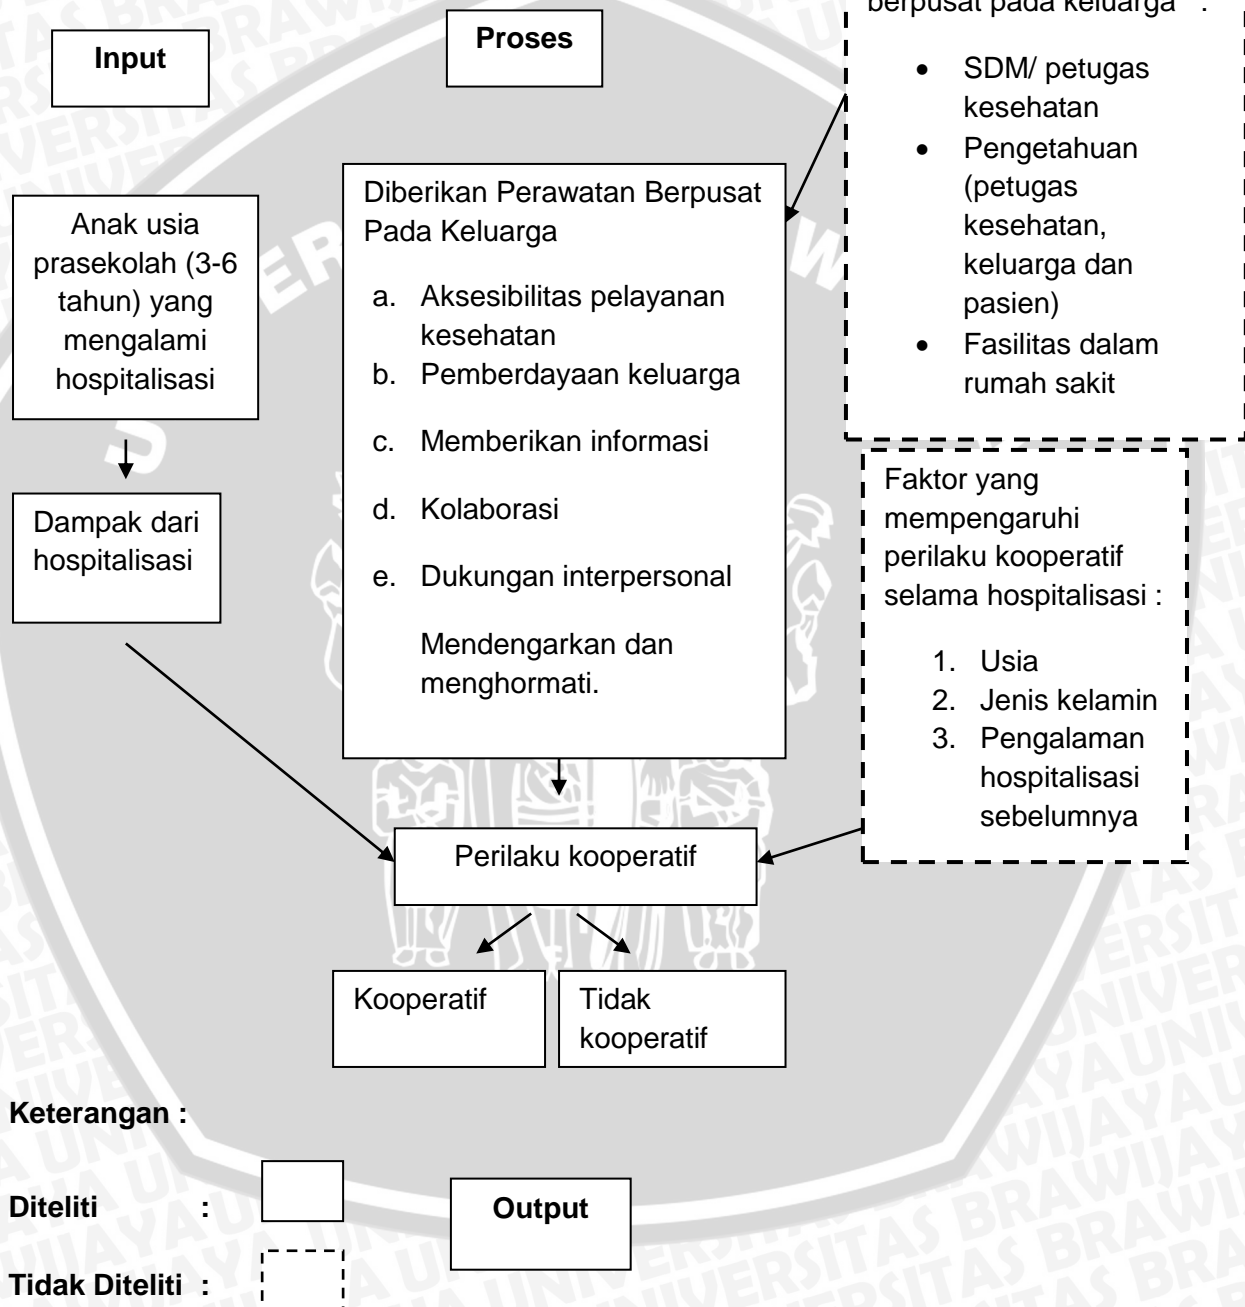 Input
Proses
berpusat pada keluarga :
• SDM/ petugas
kesehatan
• Pengetahuan
(petugas
kesehatan,
keluarga dan
pasien)
• Fasilitas dalam
rumah sakit
Anak usia
prasekolah (3-6
tahun) yang
mengalami
hospitalisasi
Diberikan Perawatan Berpusat
Pada Keluarga
a. Aksesibilitas pelayanan
kesehatan
b. Pemberdayaan keluarga
c. Memberikan informasi
d. Kolaborasi
e. Dukungan interpersonal
Mendengarkan dan
menghormati.
Dampak dari
hospitalisasi
Faktor yang
mempengaruhi
perilaku kooperatif
selama hospitalisasi :
1. Usia
2. Jenis kelamin
3. Pengalaman
hospitalisasi
sebelumnya
Perilaku kooperatif
Kooperatif
Tidak
kooperatif
Keterangan :
Diteliti :
Output
Tidak Diteliti :